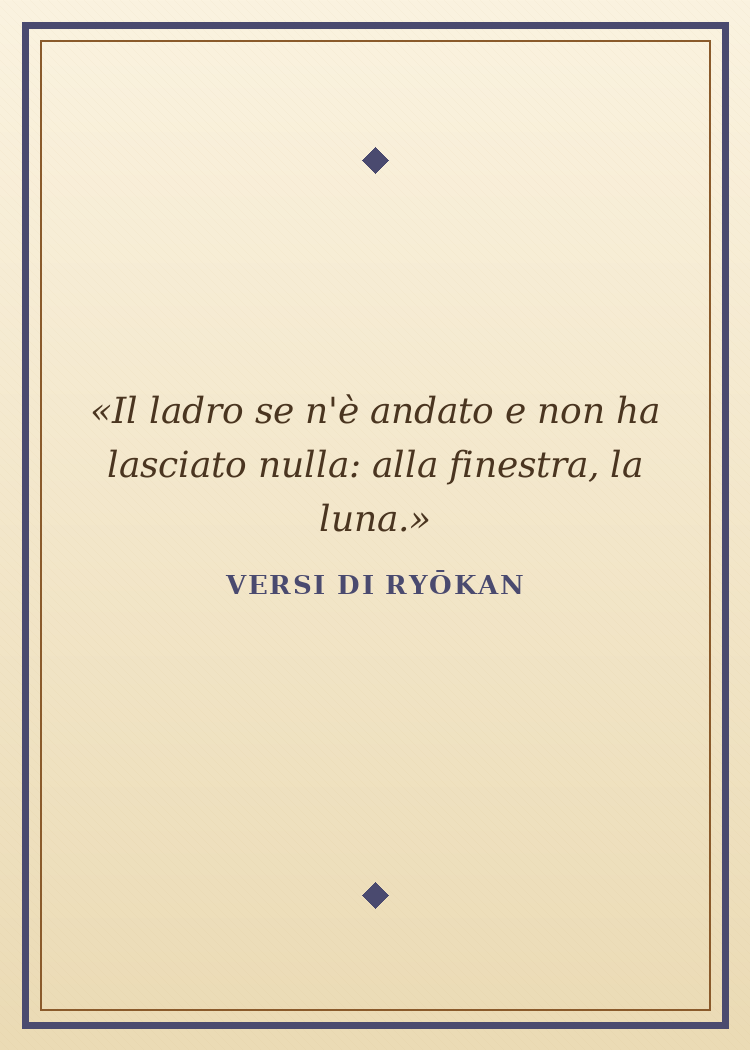 «Il ladro se n'è andato e non ha
lasciato nulla: alla finestra, la
luna.»
VERSI DI RYŌKAN